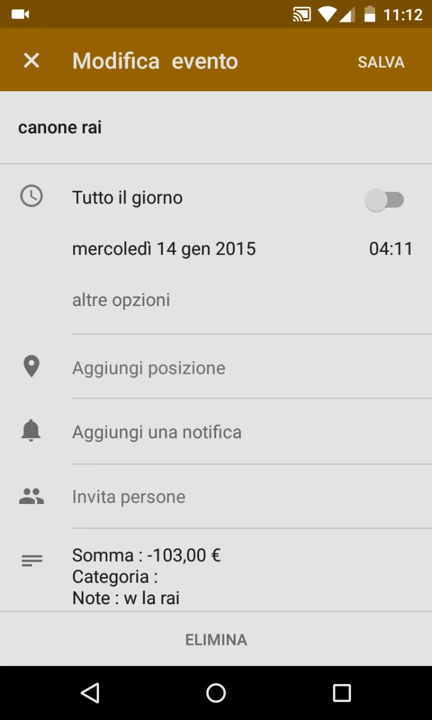 11:12
Modifica evento
SALVA
canone rai
Tutto il giorno
mercoledì 14 gen 2015
04:11
altre opzioni
Aggiungi posizione
Aggiungi una notifica
Invita persone
Somma : -103,00 €
Categoria :
Note : w la rai
ELIMINA